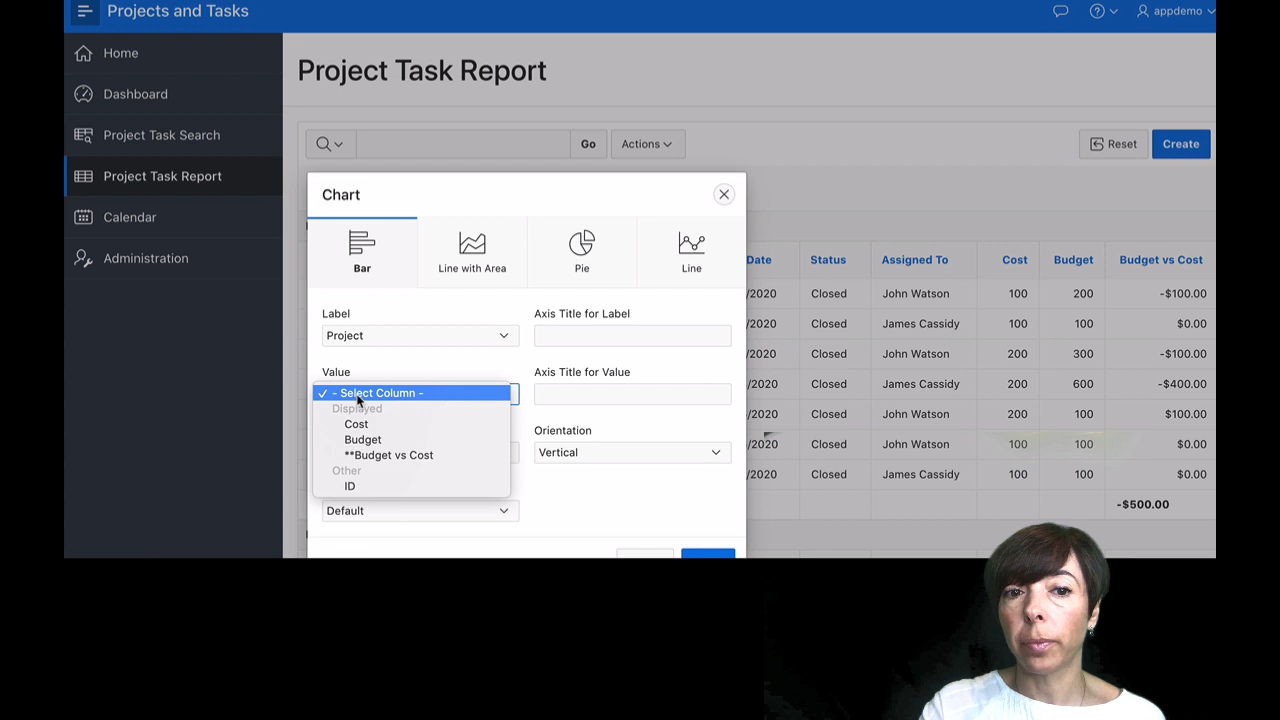 Projects and Tasks
appdemo
Home
Dashboard
Project Task Search
Project Task Report
Calendar
Administration
Project Task Report
Go
Actions
Reset
Create
Chart
Bar
Line with Area
Pie
Line
Label
Axis Title for Label
Project
Value
Axis Title for Value
✓ - Select Column -
Displayed
Cost
Budget
**Budget vs Cost
Other
ID
Orientation
Vertical
Default
Date Status Assigned To Cost Budget Budget vs Cost
/2020 Closed John Watson 100 200 -$100.00
/2020 Closed James Cassidy 100 100 $0.00
/2020 Closed John Watson 200 300 -$100.00
/2020 Closed James Cassidy 200 600 -$400.00
/2020 Closed John Watson 200 100 $100.00
/2020 Closed John Watson 100 100 $0.00
/2020 Closed James Cassidy 100 100 $0.00
-$500.00